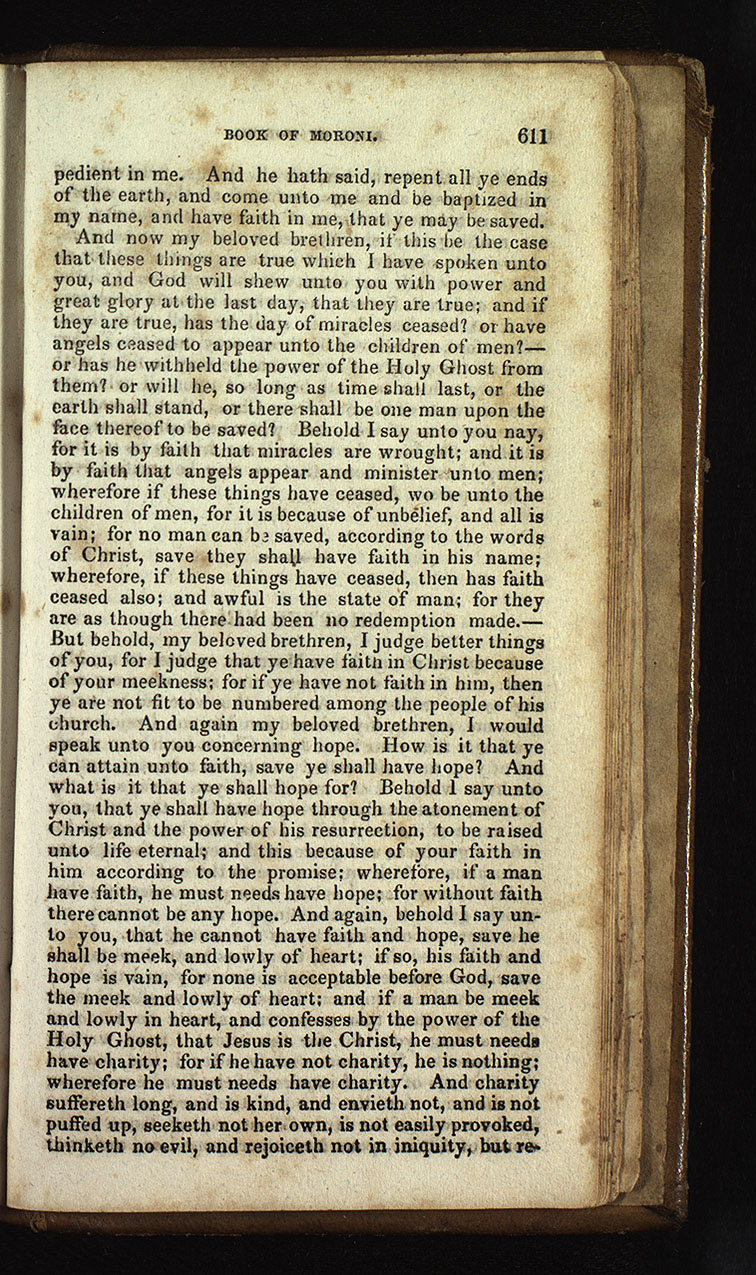 BOOK OF MORONI. 611
pedient in me. And he hath said, repent all ye ends
of the earth, and come unto me and be baptized in
my name, and have faith in me, that ye may be saved.
And now my beloved brethren, if this be the case
that these things are true which I have spoken unto
you, and God will shew unto you with power and
great glory at the last day, that they are true; and if
they are true, has the day of miracles ceased? or have
angels ceased to appear unto the children of men?—
or has he withheld the power of the Holy Ghost from
them? or will he, so long as time shall last, or the
earth shall stand, or there shall be one man upon the
face thereof to be saved? Behold I say unto you nay,
for it is by faith that miracles are wrought; and it is
by faith that angels appear and minister unto men;
wherefore if these things have ceased, wo be unto the
children of men, for it is because of unbelief, and all is
vain; for no man can be saved, according to the words
of Christ, save they shall have faith in his name;
wherefore, if these things have ceased, then has faith
ceased also; and awful is the state of man; for they
are as though there had been no redemption made.—
But behold, my beloved brethren, I judge better things
of you, for I judge that ye have faith in Christ because
of your meekness; for if ye have not faith in him, then
ye are not fit to be numbered among the people of his
church. And again my beloved brethren, I would
speak unto you concerning hope. How is it that ye
can attain unto faith, save ye shall have hope? And
what is it that ye shall hope for? Behold I say unto
you, that ye shall have hope through the atonement of
Christ and the power of his resurrection, to be raised
unto life eternal; and this because of your faith in
him according to the promise; wherefore, if a man
have faith, he must needs have hope; for without faith
there cannot be any hope. And again, behold I say un-
to you, that he cannot have faith and hope, save he
shall be meek, and lowly of heart; if so, his faith and
hope is vain, for none is acceptable before God, save
the meek and lowly of heart; and if a man be meek
and lowly in heart, and confesses by the power of the
Holy Ghost, that Jesus is the Christ, he must needs
have charity; for if he have not charity, he is nothing;
wherefore he must needs have charity. And charity
suffereth long, and is kind, and envieth not, and is not
puffed up, seeketh not her own, is not easily provoked,
thinketh no evil, and rejoiceth not in iniquity, but re-